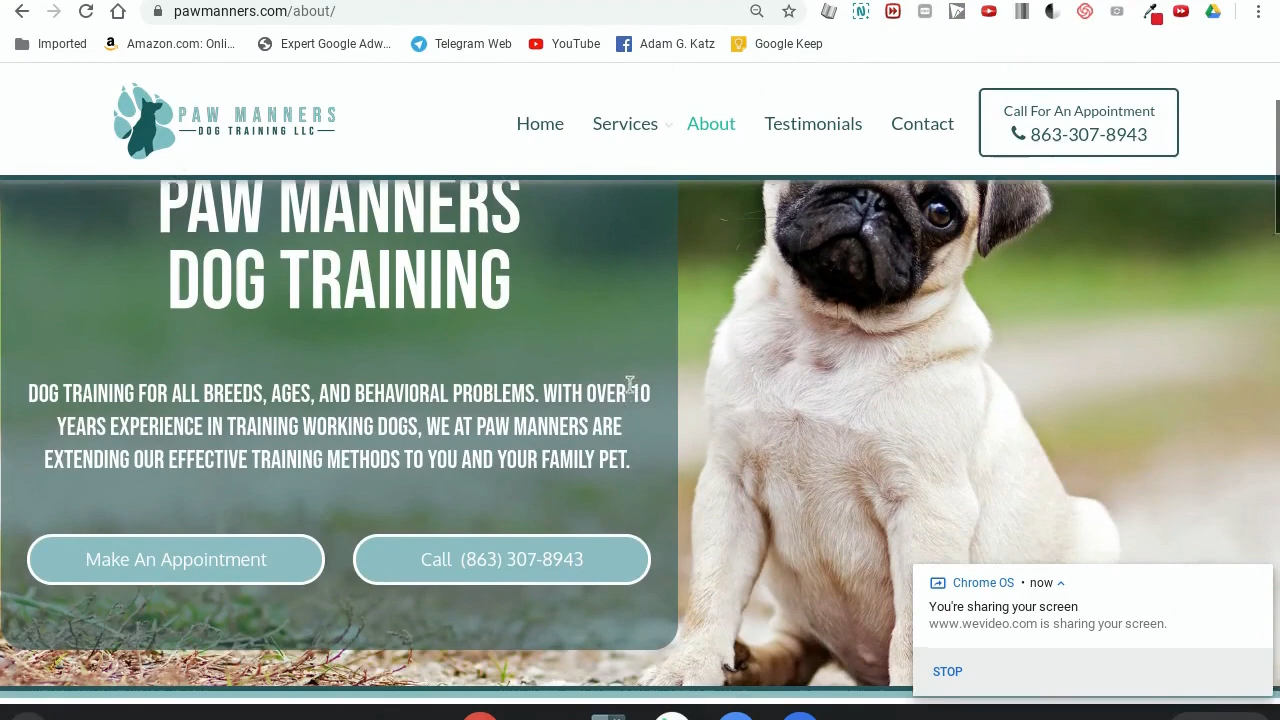 pawmanners.com/about/
Imported
Amazon.com: Onli...
Expert Google Adw...
Telegram Web
YouTube
Adam G. Katz
Google Keep
PAW MANNERS
DOG TRAINING LLC
Home
Services
About
Testimonials
Contact
Call For An Appointment
863-307-8943
PAW MANNERS
DOG TRAINING
DOG TRAINING FOR ALL BREEDS, AGES, AND BEHAVIORAL PROBLEMS. WITH OVER 10
YEARS EXPERIENCE IN TRAINING WORKING DOGS, WE AT PAW MANNERS ARE
EXTENDING OUR EFFECTIVE TRAINING METHODS TO YOU AND YOUR FAMILY PET.
Make An Appointment
Call (863) 307-8943
Chrome OS • now
You're sharing your screen
www.wevideo.com is sharing your screen.
STOP